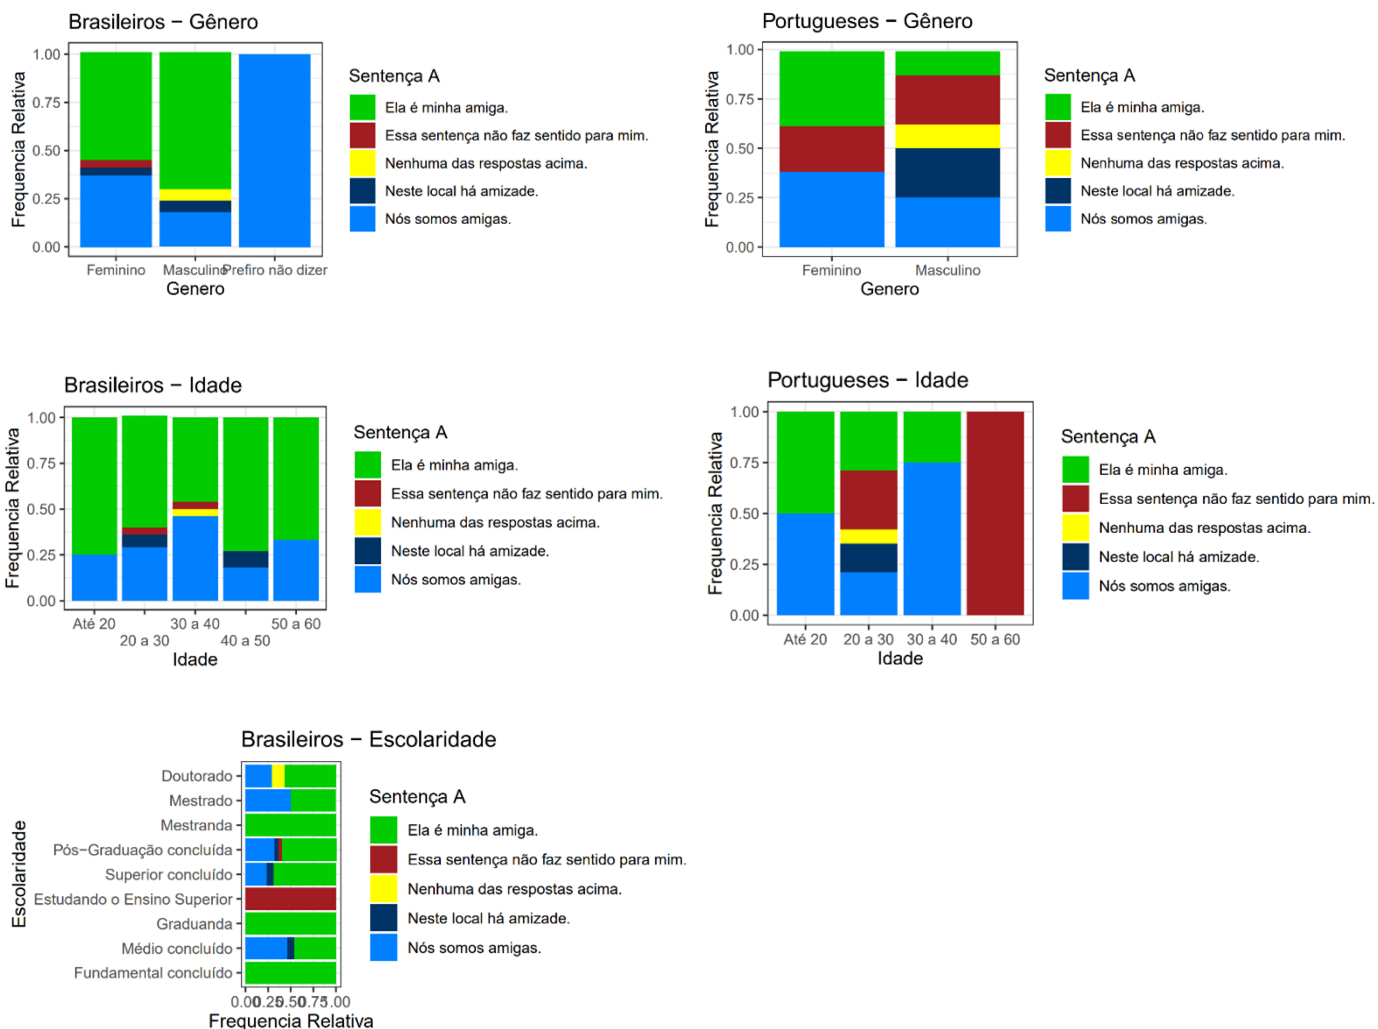 Brasileiros − Gênero
Frequencia Relativa
1.00
0.75
0.50
0.25
0.00
Feminino
Masculino
Prefiro não dizer
Genero
Sentença A
Ela é minha amiga.
Essa sentença não faz sentido para mim.
Nenhuma das respostas acima.
Neste local há amizade.
Nós somos amigas.
Portugueses − Gênero
Frequencia Relativa
1.00
0.75
0.50
0.25
0.00
Feminino
Masculino
Genero
Sentença A
Ela é minha amiga.
Essa sentença não faz sentido para mim.
Nenhuma das respostas acima.
Neste local há amizade.
Nós somos amigas.
Brasileiros − Idade
Frequencia Relativa
1.00
0.75
0.50
0.25
0.00
Até 20
20 a 30
30 a 40
40 a 50
50 a 60
Idade
Sentença A
Ela é minha amiga.
Essa sentença não faz sentido para mim.
Nenhuma das respostas acima.
Neste local há amizade.
Nós somos amigas.
Portugueses − Idade
Frequencia Relativa
1.00
0.75
0.50
0.25
0.00
Até 20
20 a 30
30 a 40
50 a 60
Idade
Sentença A
Ela é minha amiga.
Essa sentença não faz sentido para mim.
Nenhuma das respostas acima.
Neste local há amizade.
Nós somos amigas.
Brasileiros − Escolaridade
Escolaridade
Doutorado
Mestrado
Mestranda
Pós−Graduação concluída
Superior concluído
Estudando o Ensino Superior
Graduanda
Médio concluído
Fundamental concluído
0.00
0.25
0.50
0.75
1.00
Frequencia Relativa
Sentença A
Ela é minha amiga.
Essa sentença não faz sentido para mim.
Nenhuma das respostas acima.
Neste local há amizade.
Nós somos amigas.